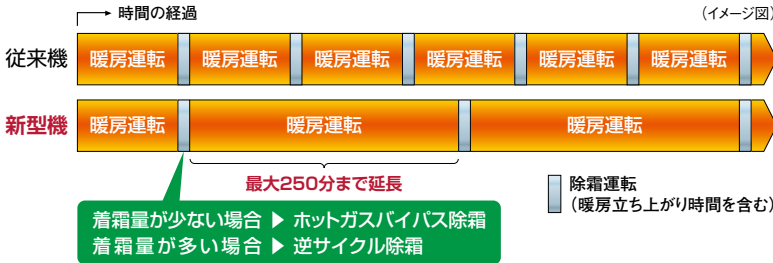 時間の経過
(イメージ図)
従来機 暖房運転 暖房運転 暖房運転 暖房運転 暖房運転 暖房運転
新型機 暖房運転 暖房運転 暖房運転
最大250分まで延長
除霜運転
(暖房立ち上がり時間を含む)
着霜量が少ない場合 ▶ ホットガスバイパス除霜
着霜量が多い場合 ▶ 逆サイクル除霜